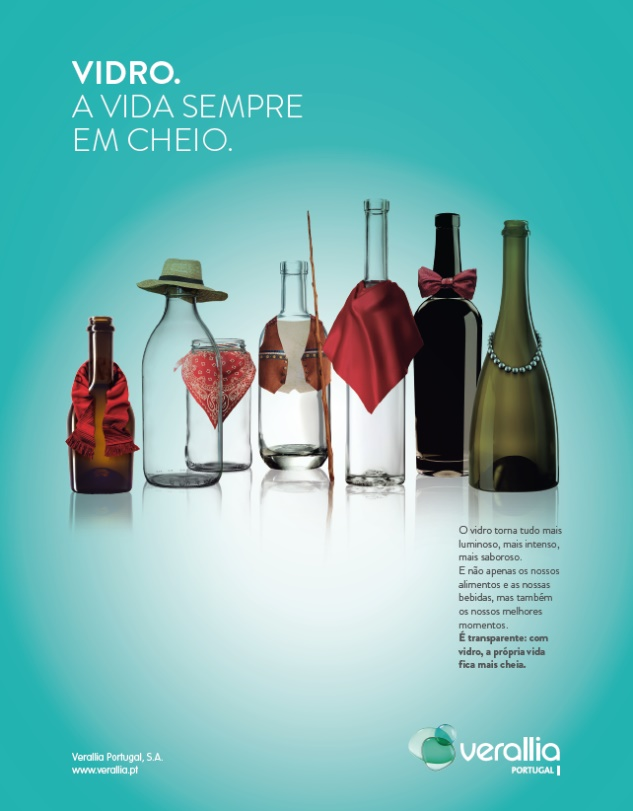 VIDRO.
A VIDA SEMPRE
EM CHEIO.
O vidro torna tudo mais
luminoso, mais intenso,
mais saboroso.
E não apenas os nossos
alimentos e as nossas
bebidas, mas também
os nossos melhores
momentos.
É transparente: com
vidro, a própria vida
fica mais cheia.
Verallia Portugal, S.A.
www.verallia.pt
verallia
PORTUGAL